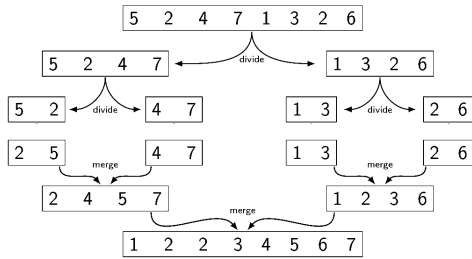 5 2 4 7 1 3 2 6
divide
5 2 4 7
1 3 2 6
divide
divide
5 2
4 7
1 3
2 6
2 5
4 7
1 3
2 6
merge
merge
2 4 5 7
1 2 3 6
merge
1 2 2 3 4 5 6 7